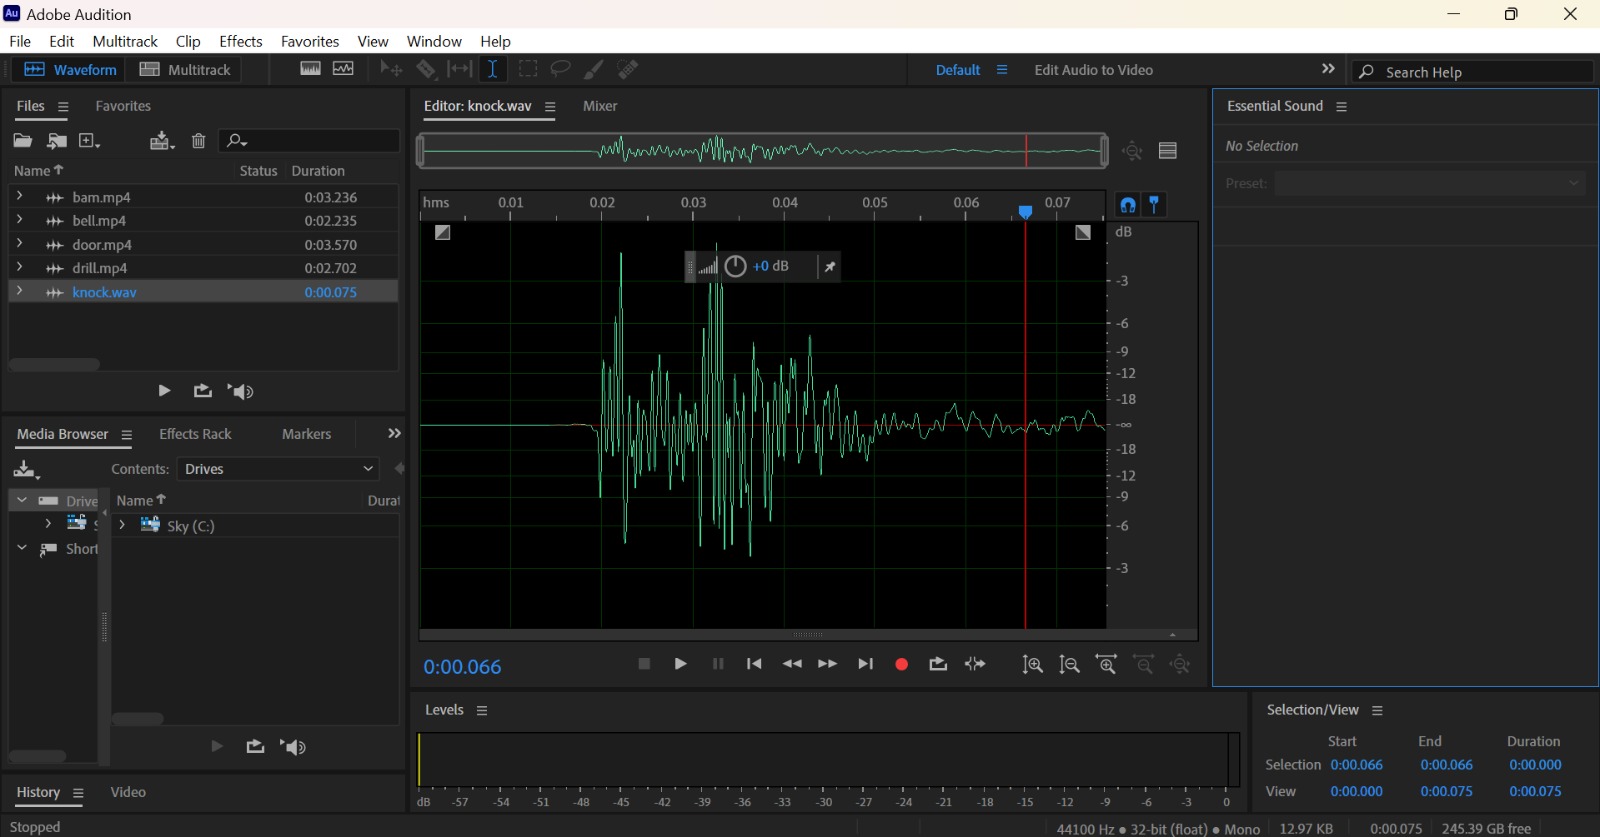 Au Adobe Audition
File Edit Multitrack Clip Effects Favorites View Window Help
Waveform Multitrack Default Edit Audio to Video Search Help
Files Favorites
Name Status Duration
bam.mp4 0:03.236
bell.mp4 0:02.235
door.mp4 0:03.570
drill.mp4 0:02.702
knock.wav 0:00.075
Media Browser Effects Rack Markers
Contents: Drives
Drive Name Durat
S Sky (C:)
Short
History Video
Editor: knock.wav Mixer
hms 0.01 0.02 0.03 0.04 0.05 0.06 0.07
dB
+0 dB
-3
-6
-9
-12
-18
-∞
-18
-12
-9
-6
-3
0:00.066
Levels
dB -57 -54 -51 -48 -45 -42 -39 -36 -33 -30 -27 -24 -21 -18 -15 -12 -9 -6 -3 0
Essential Sound
No Selection
Preset:
Selection/View
Start End Duration
Selection 0:00.066 0:00.066 0:00.000
View 0:00.000 0:00.075 0:00.075
Stopped 44100 Hz ● 32-bit (float) ● Mono 12.97 KB 0:00.075 245.39 GB free